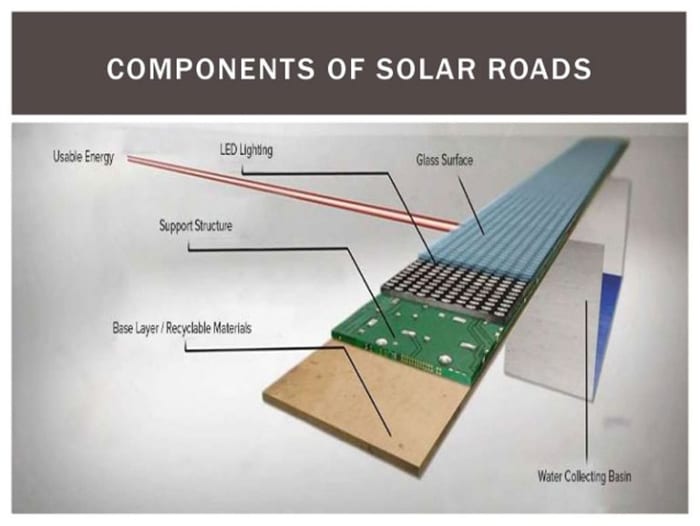 COMPONENTS OF SOLAR ROADS
Usable Energy
LED Lighting
Glass Surface
Support Structure
Base Layer / Recyclable Materials
Water Collecting Basin